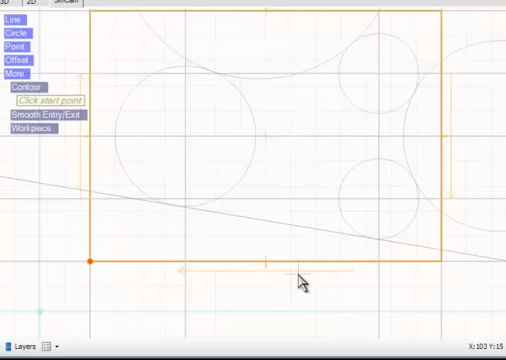 3D 2D SimCam
Line
Circle
Point
Offset
More
Contour
Click start point
Smooth Entry/Exit
Workpiece
Layers X:103 Y:15